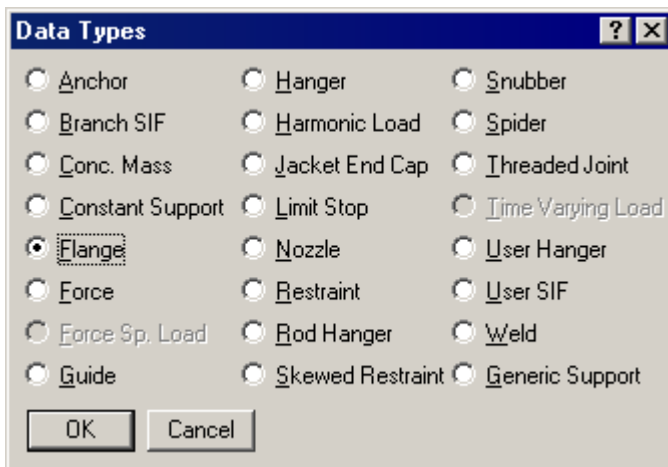 Data Types
Anchor Hanger Snubber
Branch SIF Harmonic Load Spider
Conc. Mass Jacket End Cap Threaded Joint
Constant Support Limit Stop Time Varying Load
Flange Nozzle User Hanger
Force Restraint User SIF
Force Sp. Load Rod Hanger Weld
Guide Skewed Restraint Generic Support
OK Cancel